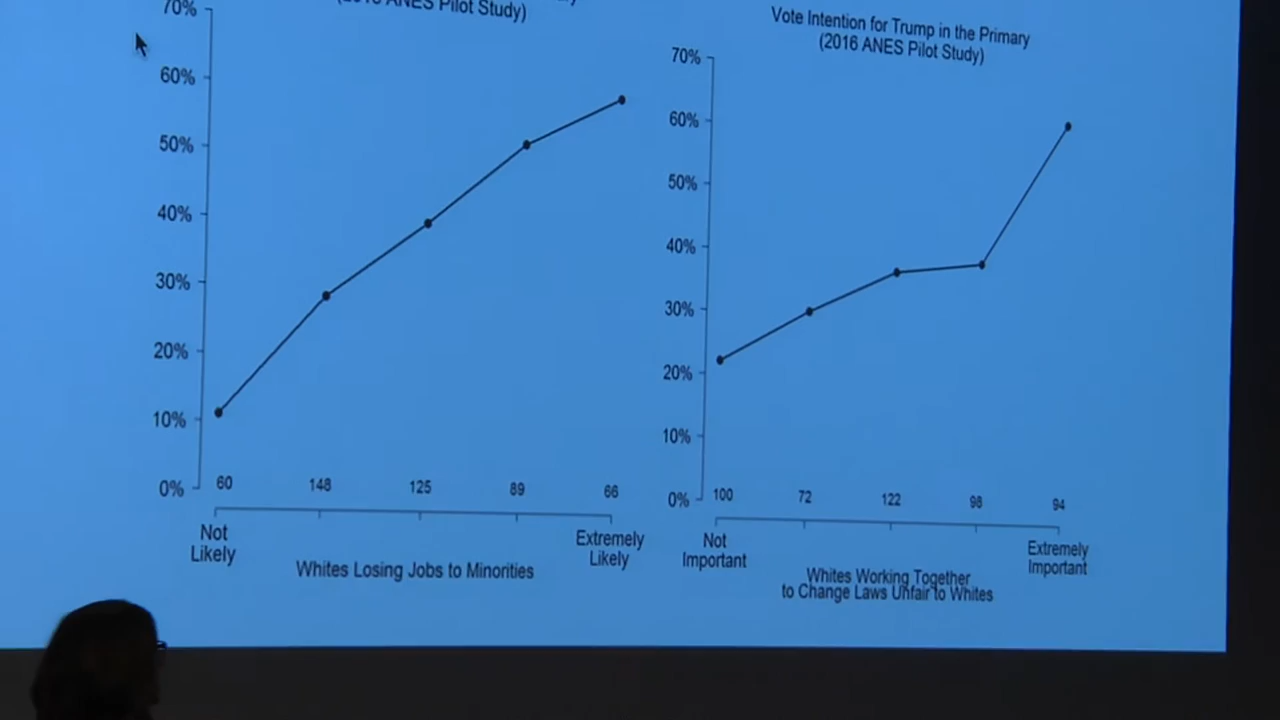 ANES Pilot Study)
70%
60%
50%
40%
30%
20%
10%
0%
60 148 125 89 66
Not
Likely
Extremely
Likely
Whites Losing Jobs to Minorities
Vote Intention for Trump in the Primary
(2016 ANES Pilot Study)
70%
60%
50%
40%
30%
20%
10%
0%
100 72 122 98 94
Not
Important
Extremely
Important
Whites Working Together
to Change Laws Unfair to Whites